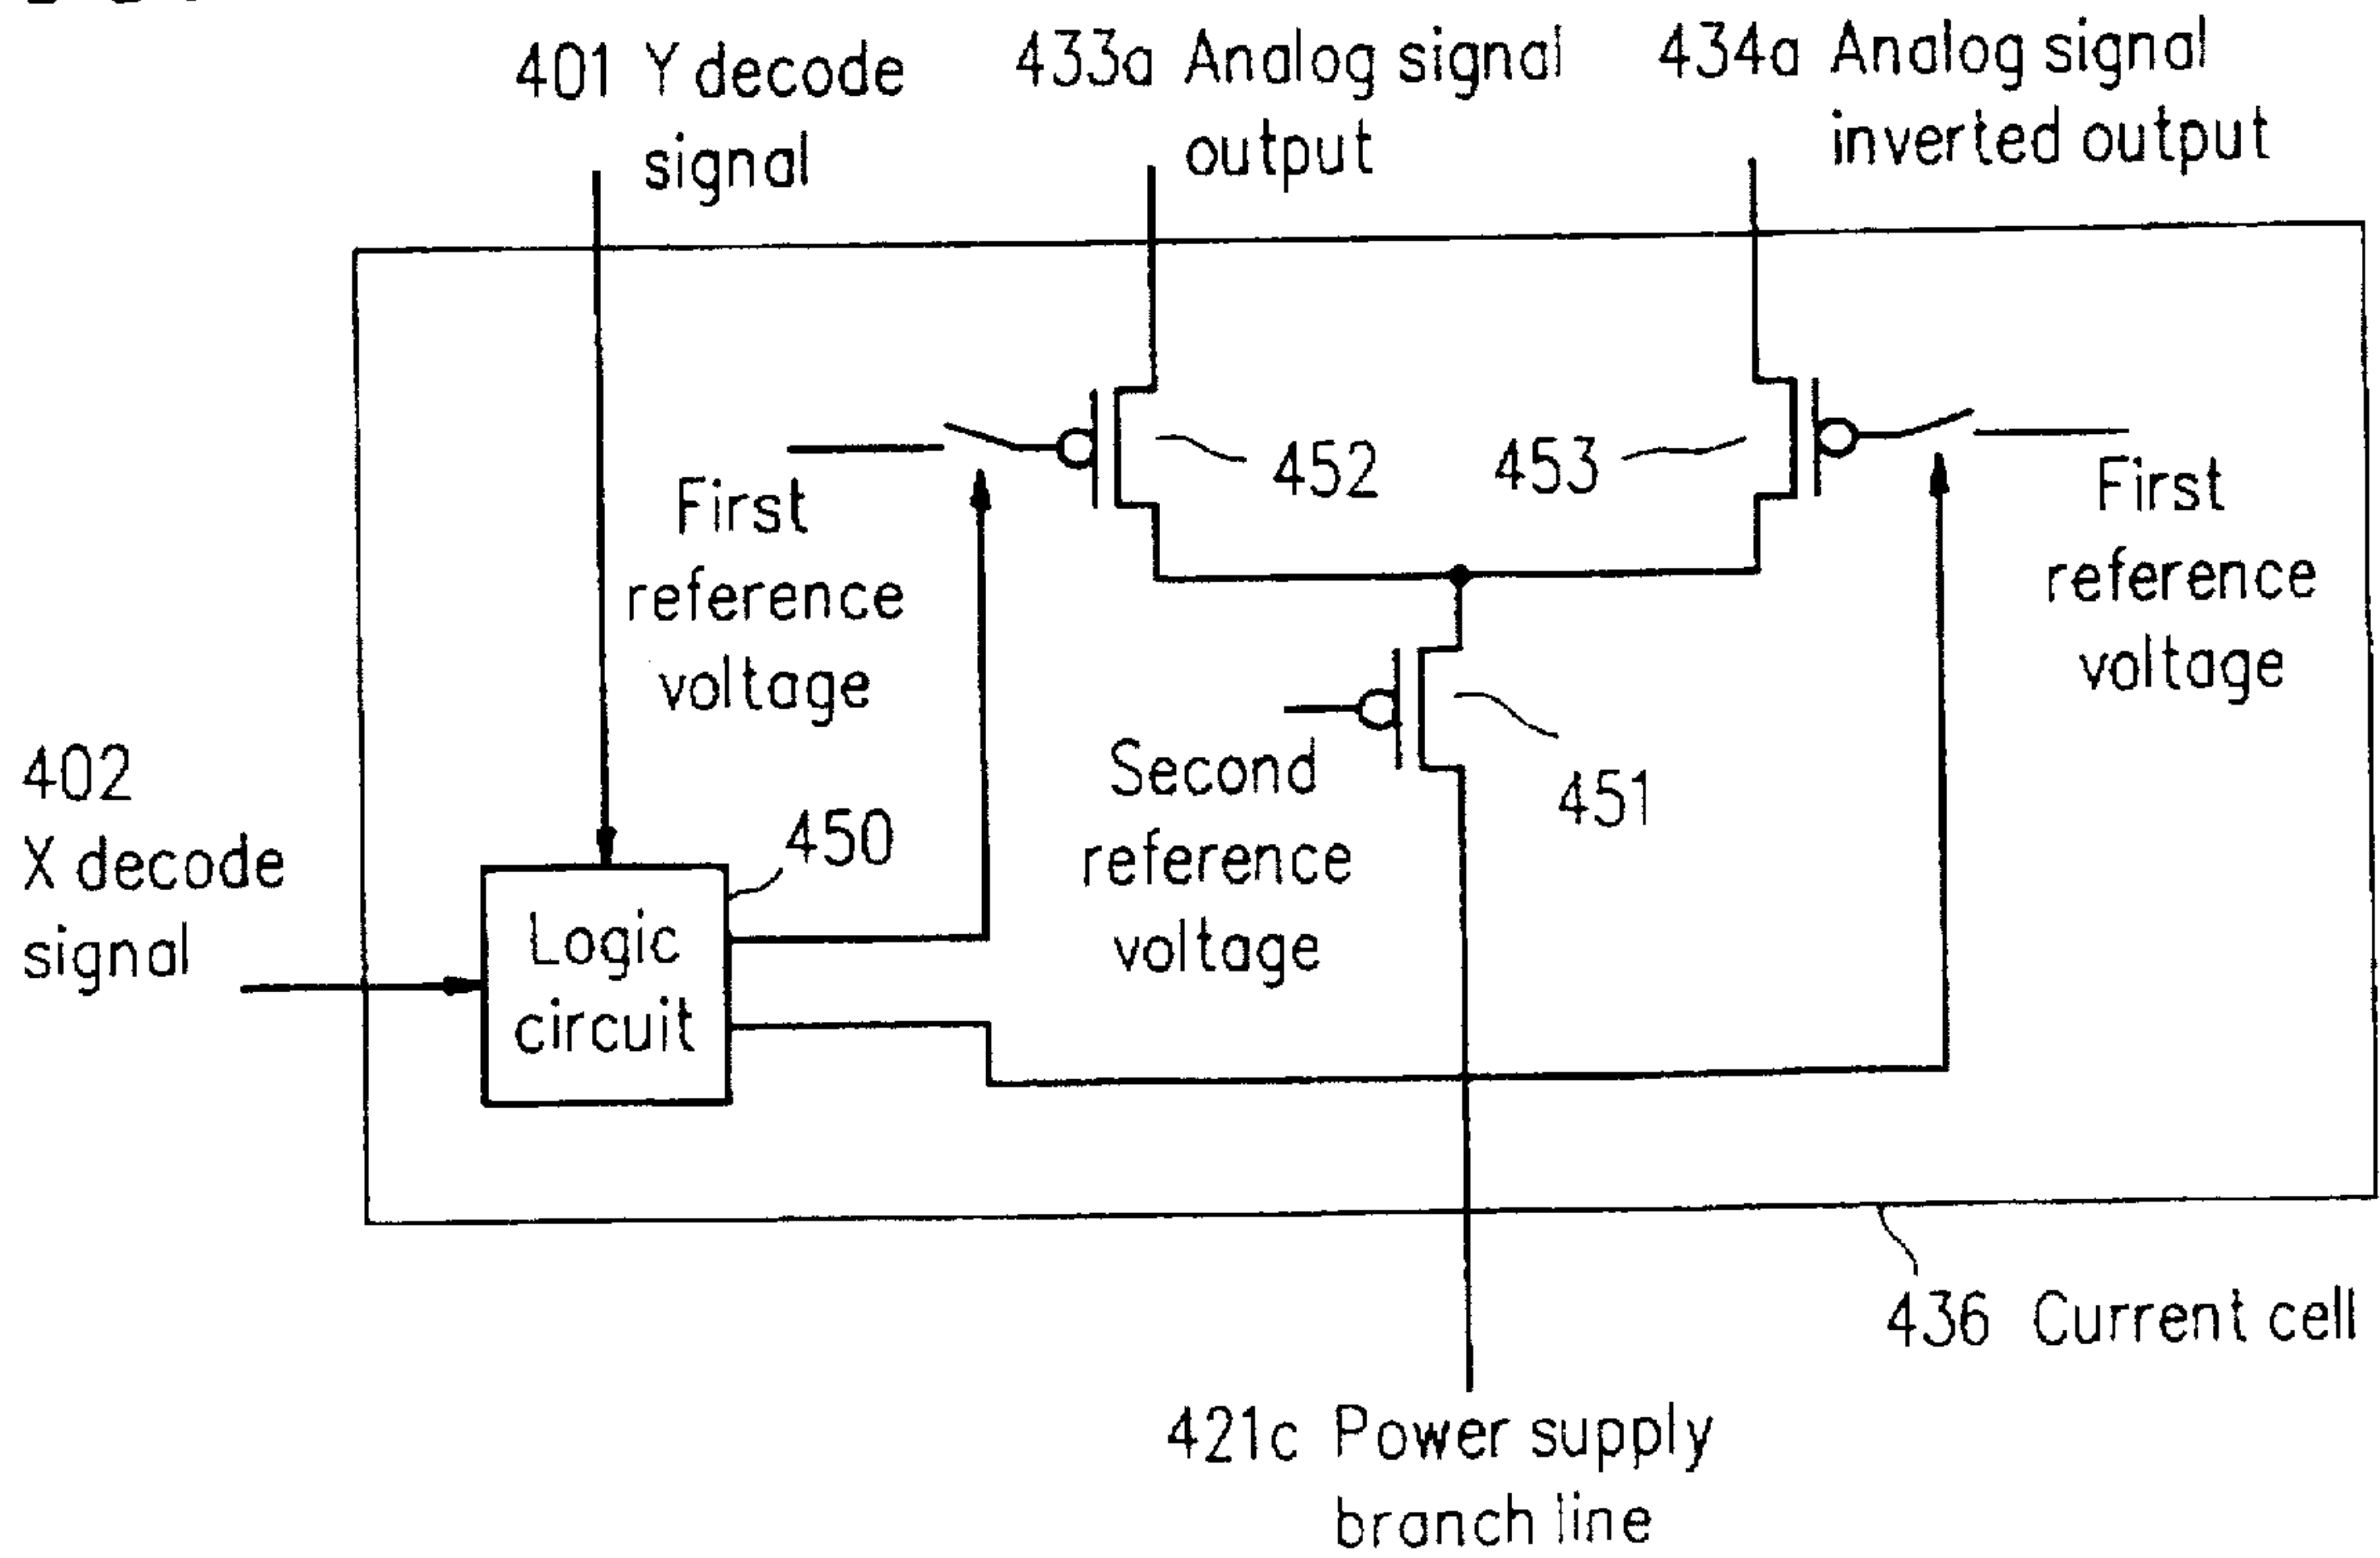 401 Y decode
signal
433a Analog signal
output
434a Analog signal
inverted output
First
reference
voltage
452
453
First
reference
voltage
Second
reference
voltage
451
402
X decode
signal
450
Logic
circuit
436 Current cell
421c Power supply
branch line